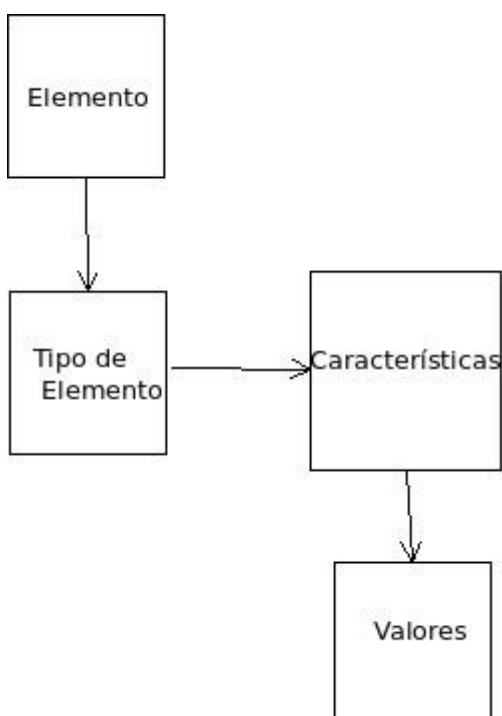 Elemento
Tipo de
Elemento
Características
Valores